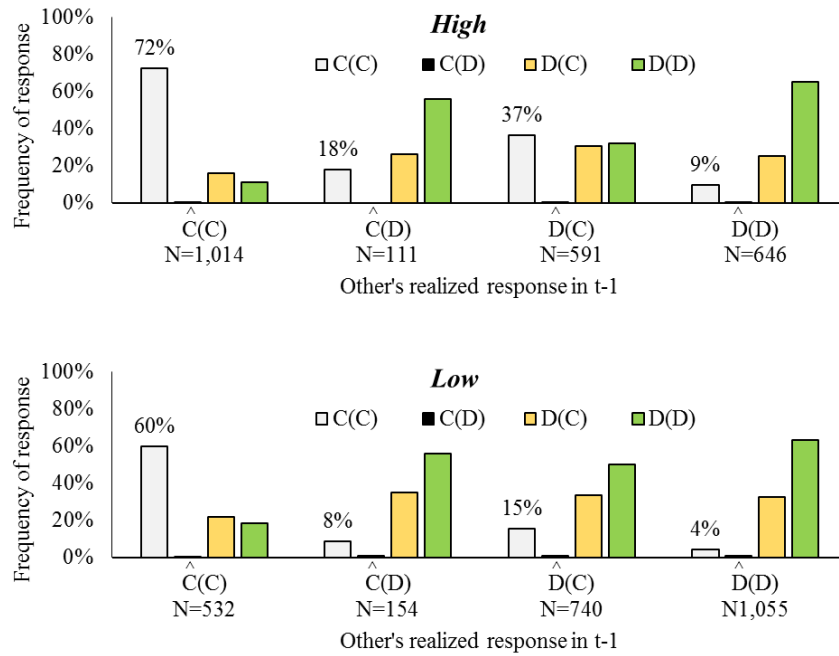 High
100%
80%
60%
40%
20%
0%
Frequency of response
C(C) C(D) D(C) D(D)
72%
18%
37%
9%
^ ^ ^ ^
C(C) C(D) D(C) D(D)
N=1,014 N=111 N=591 N=646
Other's realized response in t-1
Low
100%
80%
60%
40%
20%
0%
Frequency of response
C(C) C(D) D(C) D(D)
60%
8%
15%
4%
^ ^ ^ ^
C(C) C(D) D(C) D(D)
N=532 N=154 N=740 N1,055
Other's realized response in t-1